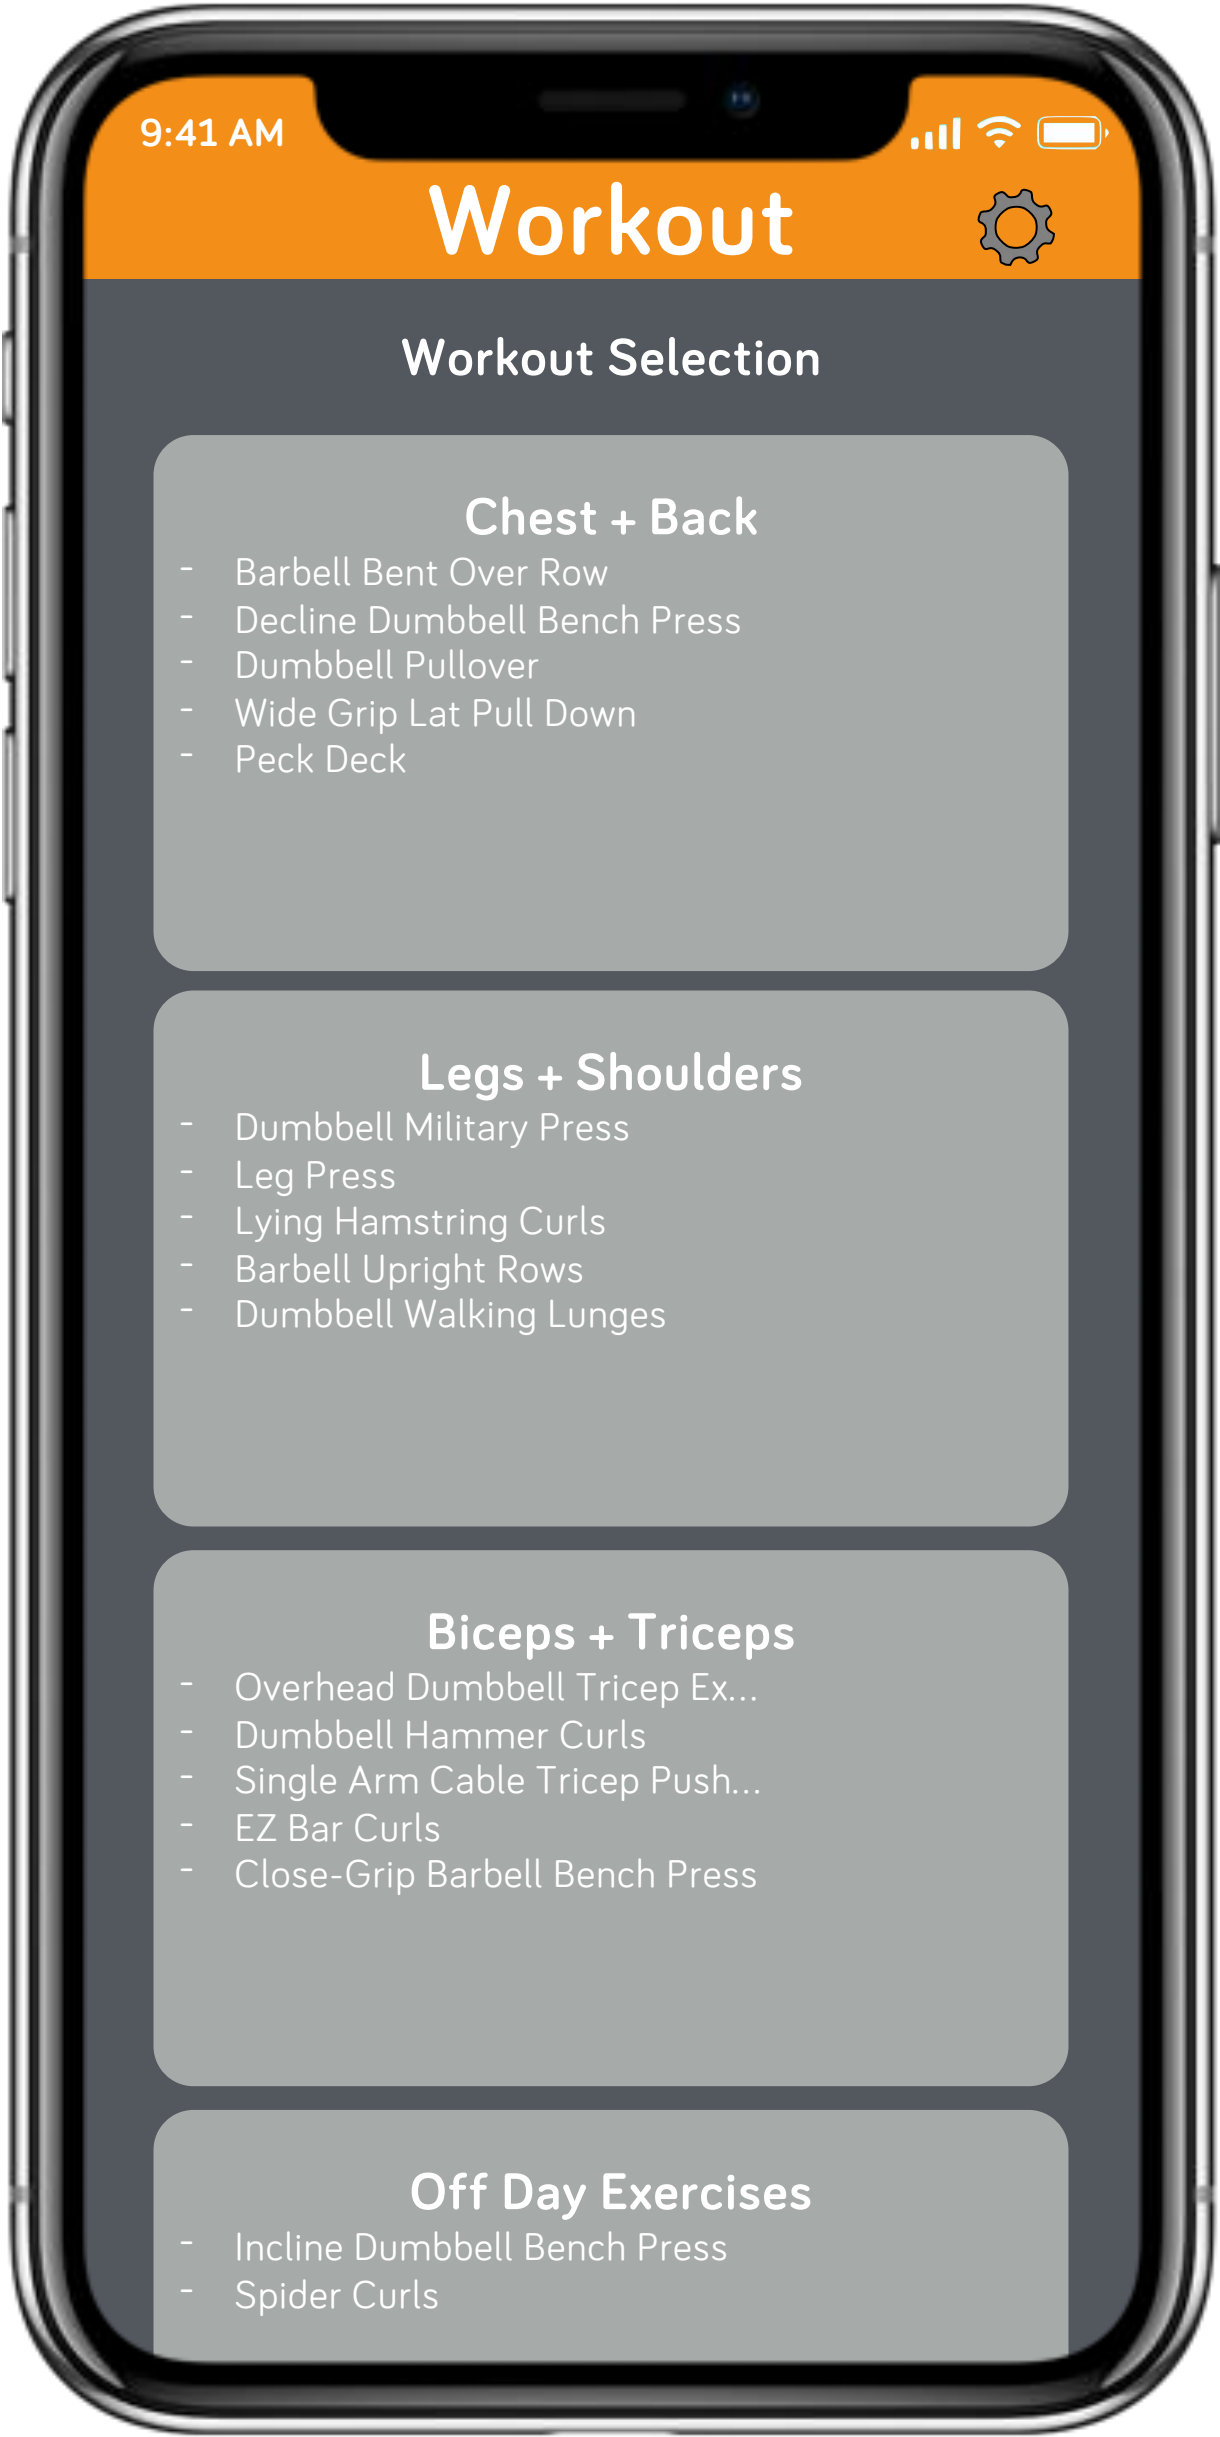 9:41 AM
Workout
Workout Selection
Chest + Back
- Barbell Bent Over Row
- Decline Dumbbell Bench Press
- Dumbbell Pullover
- Wide Grip Lat Pull Down
- Peck Deck
Legs + Shoulders
- Dumbbell Military Press
- Leg Press
- Lying Hamstring Curls
- Barbell Upright Rows
- Dumbbell Walking Lunges
Biceps + Triceps
- Overhead Dumbbell Tricep Ex...
- Dumbbell Hammer Curls
- Single Arm Cable Tricep Push...
- EZ Bar Curls
- Close-Grip Barbell Bench Press
Off Day Exercises
- Incline Dumbbell Bench Press
- Spider Curls